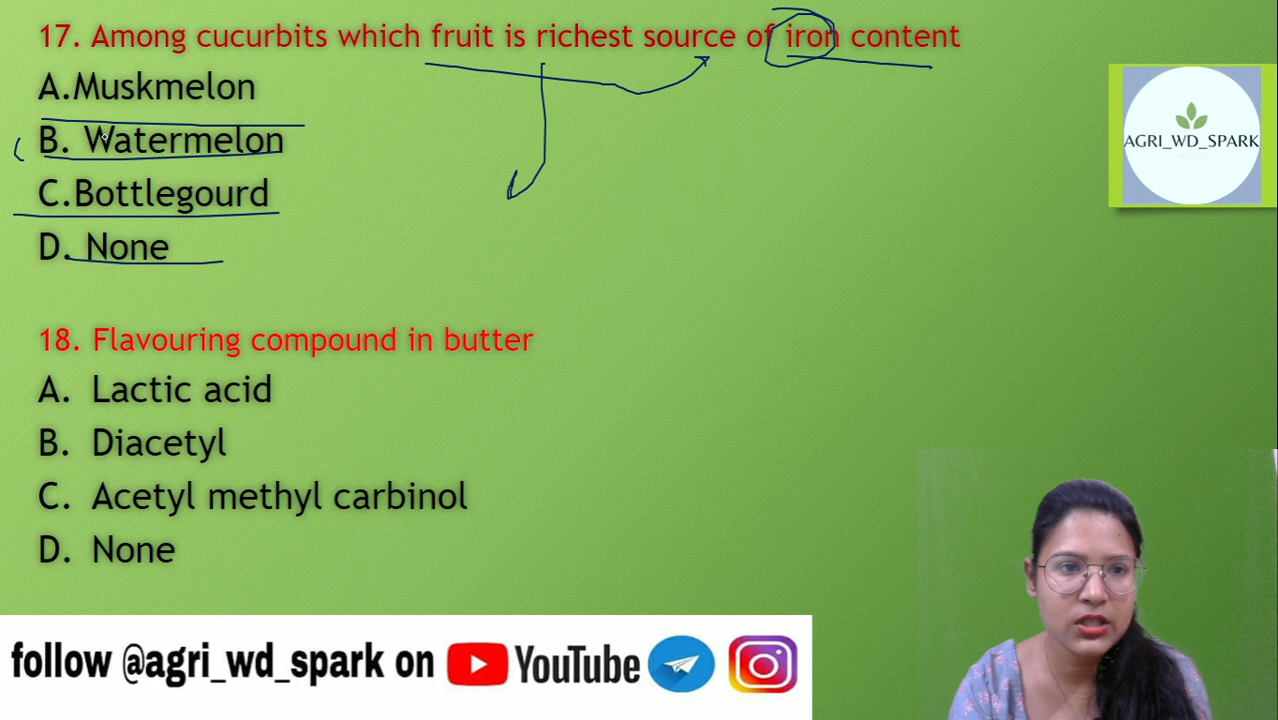 17. Among cucurbits which fruit is richest source of iron content
A.Muskmelon
B. Watermelon
C.Bottlegourd
D. None
AGRI_WD_SPARK
18. Flavouring compound in butter
A. Lactic acid
B. Diacetyl
C. Acetyl methyl carbinol
D. None
follow @agri_wd_spark on YouTube